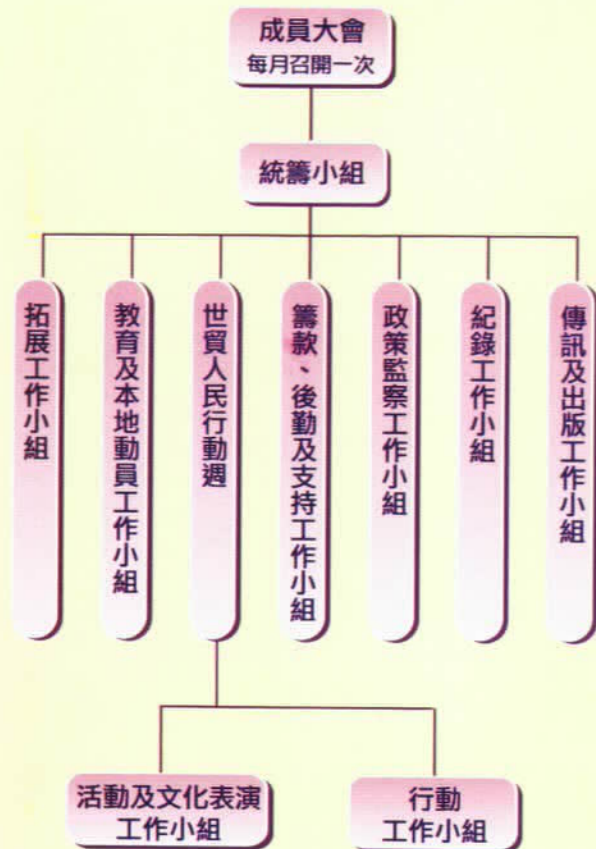 成員大會
每月召開一次
統籌小組
拓展工作小組
教育及本地動員工作小組
世貿人民行動週
籌款、後勤及支持工作小組
政策監察工作小組
紀錄工作小組
傳訊及出版工作小組
活動及文化表演
工作小組
行動
工作小組